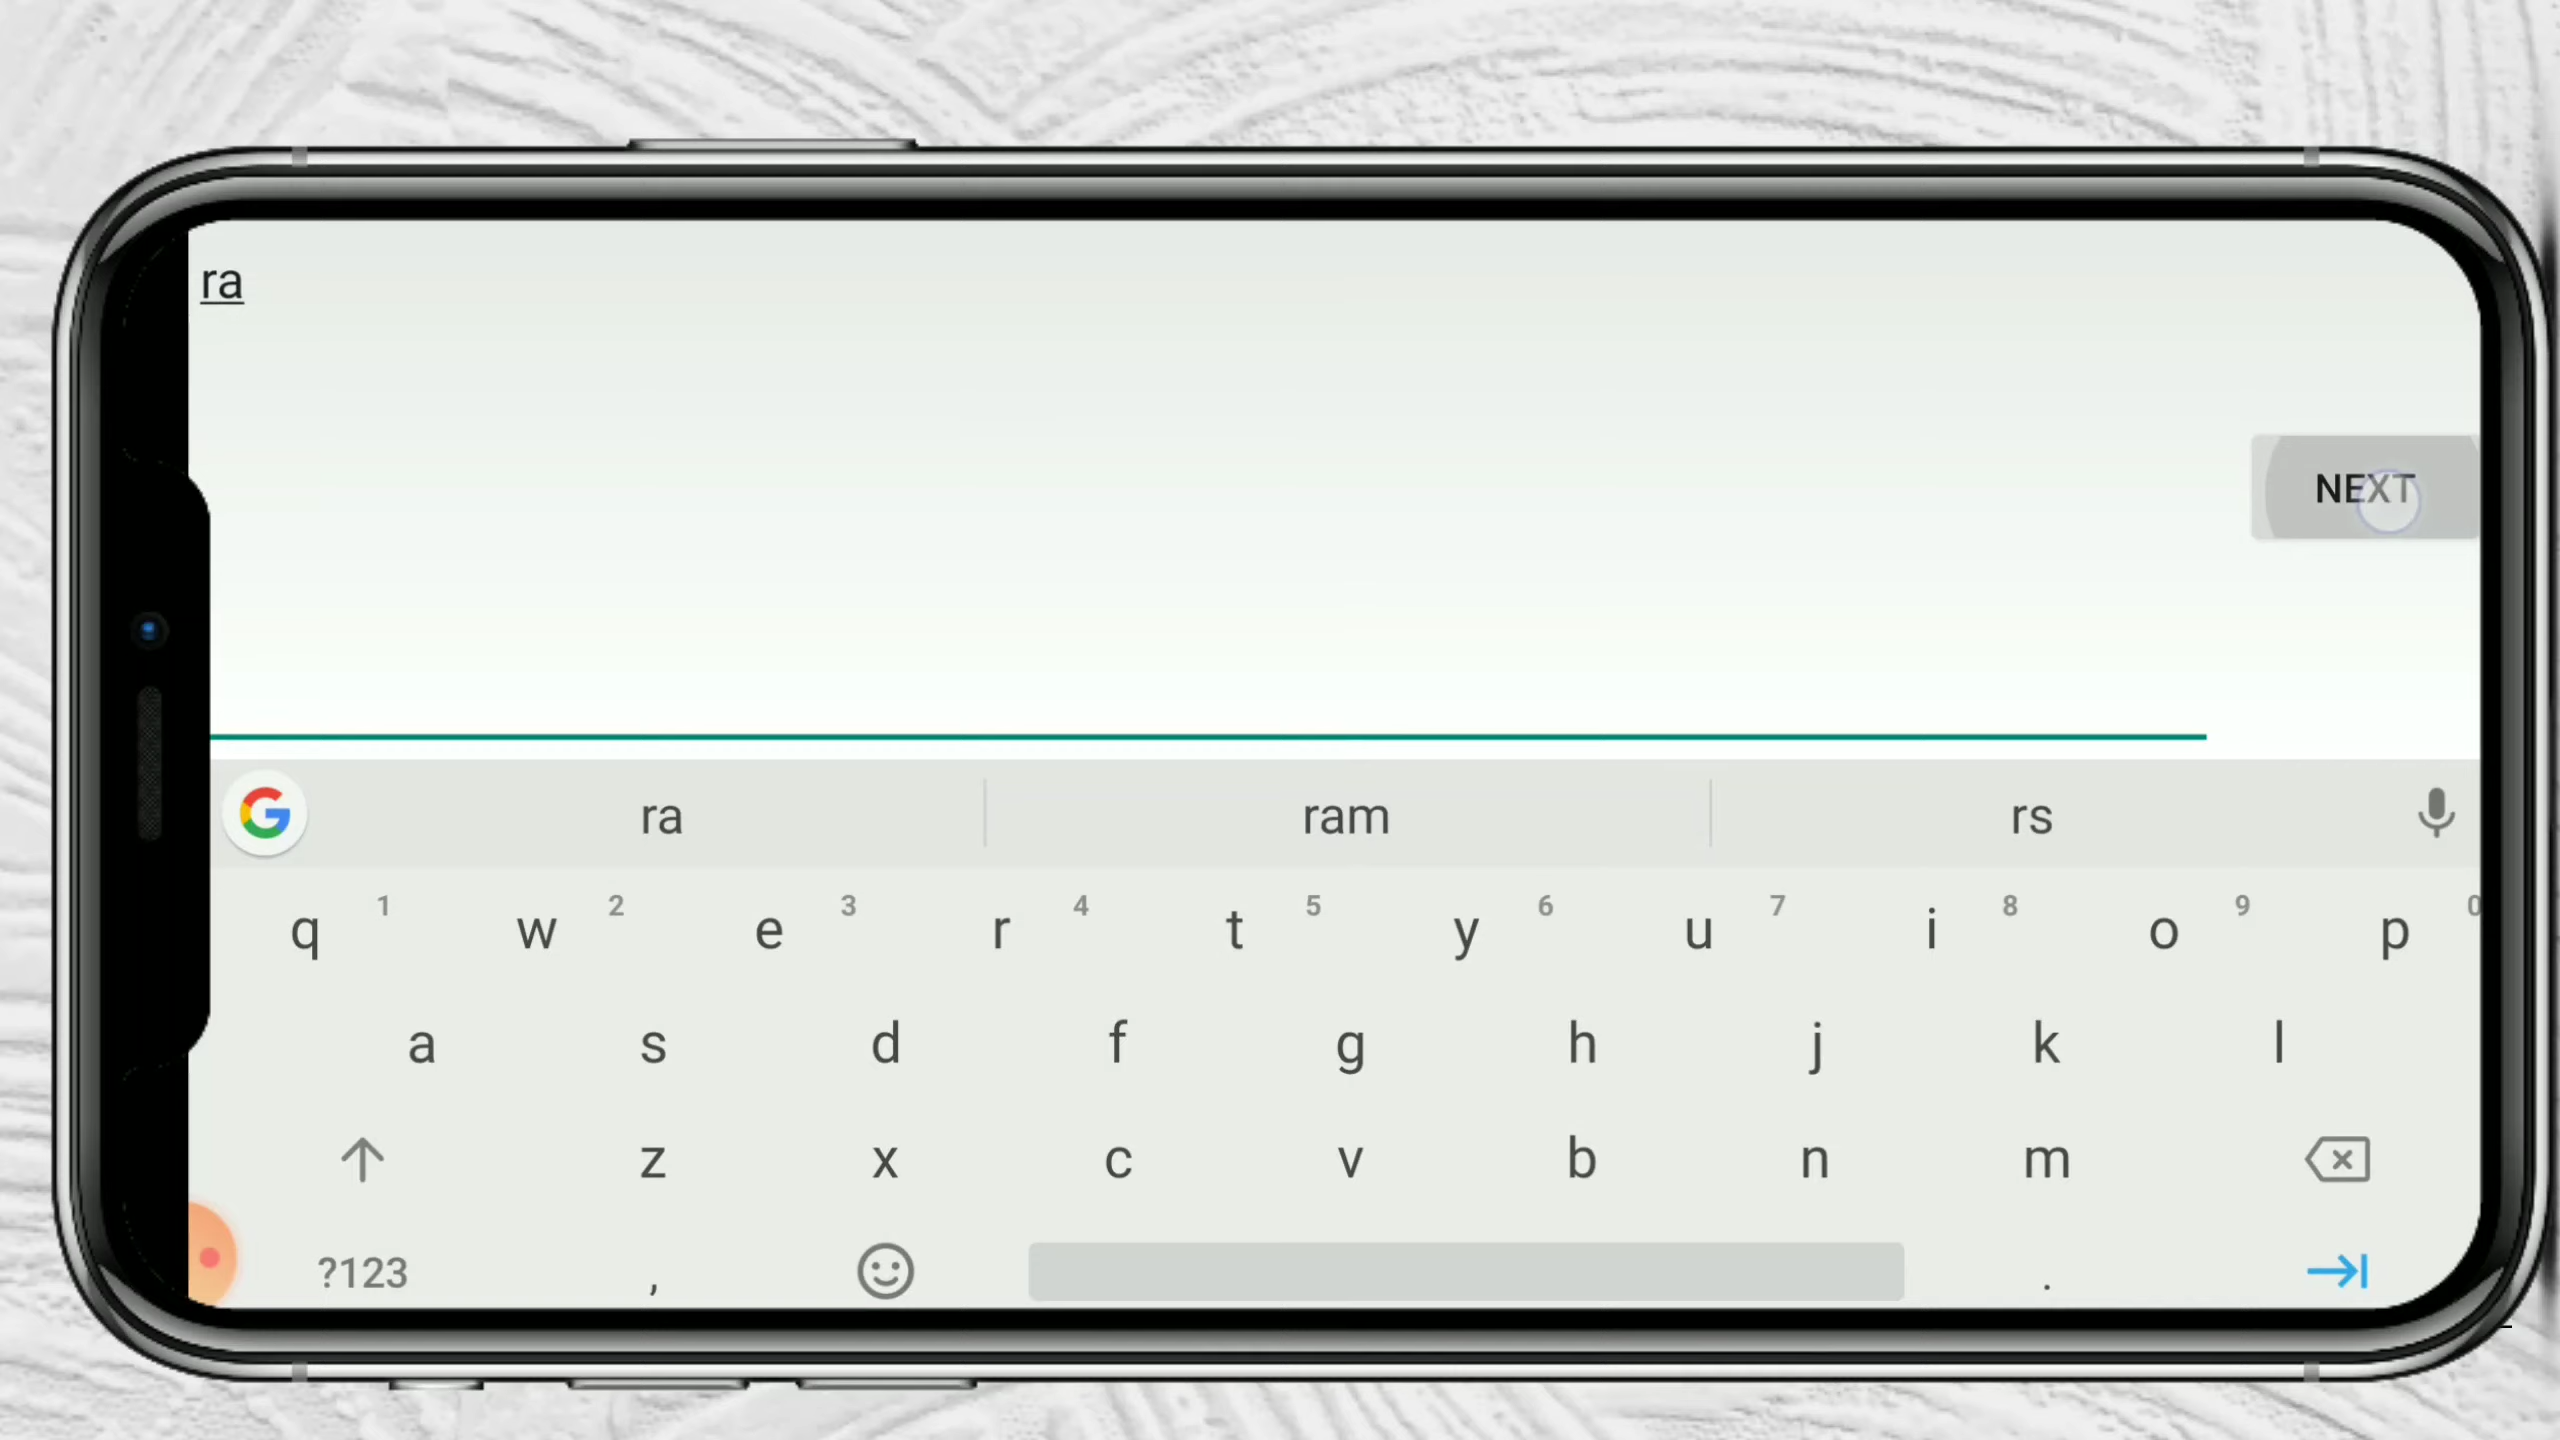 ra
NEXT
ra ram rs
q 1 w 2 e 3 r 4 t 5 y 6 u 7 i 8 o 9 p 0
a s d f g h j k l
z x c v b n m
?123 , .